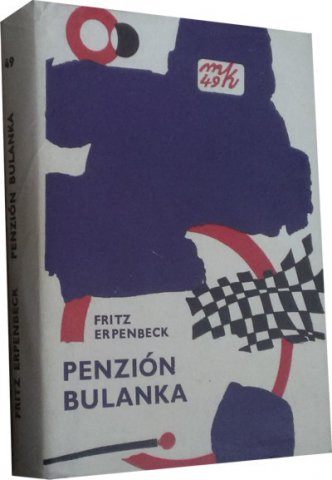 49
FRITZ ERPENBECK PENZIÓN BULANKA
mk
49
FRITZ
ERPENBECK
PENZIÓN
BULANKA